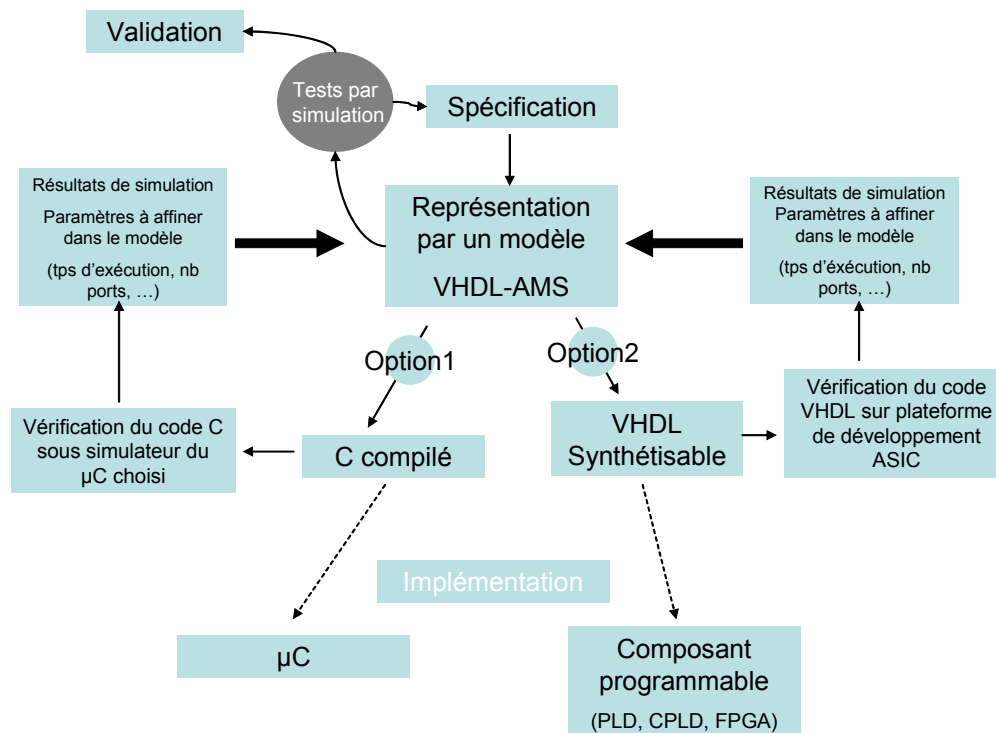 Validation
Tests par
simulation
Spécification
Résultats de simulation
Paramètres à affiner
dans le modèle
(tps d'exécution, nb
ports, …)
Représentation
par un modèle
VHDL-AMS
Résultats de simulation
Paramètres à affiner
dans le modèle
(tps d'éxécution, nb
ports, …)
Option1
Option2
Vérification du code C
sous simulateur du
µC choisi
C compilé
VHDL
Synthétisable
Vérification du code
VHDL sur plateforme
de développement
ASIC
Implémentation
µC
Composant
programmable
(PLD, CPLD, FPGA)